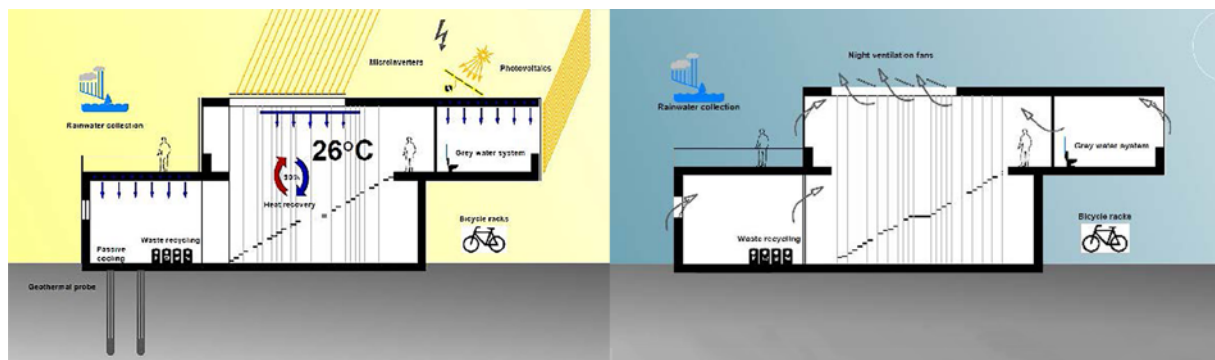 Microinverters
Photovoltaics
Rainwater collection
26°C
Grey water system
Heat recovery
Waste recycling
Bicycle racks
Passive
cooling
Geothermal probe
Night ventilation fans
Rainwater collection
Grey water system
Waste recycling
Bicycle racks